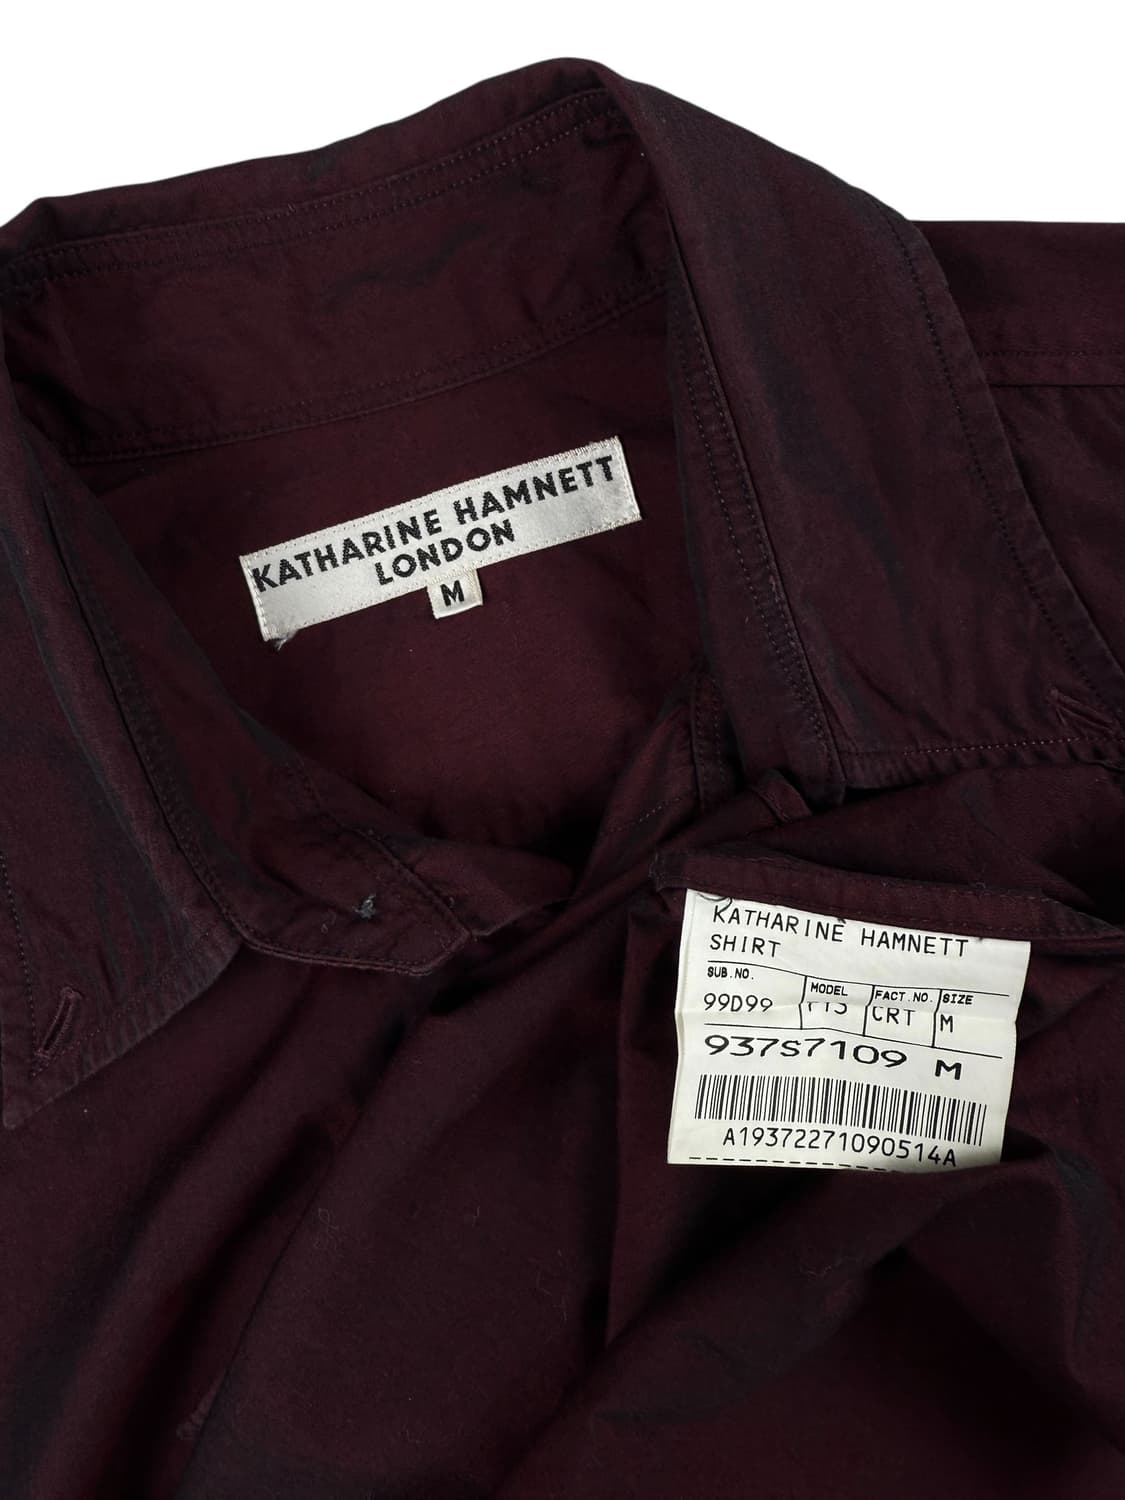 KATHARINE HAMNETT
LONDON
M
KATHARINE HAMNETT
SHIRT
SUB.NO.
MODEL
FACT.NO.
SIZE
99D99
CRT
M
937S7109 M
A19372271090514A